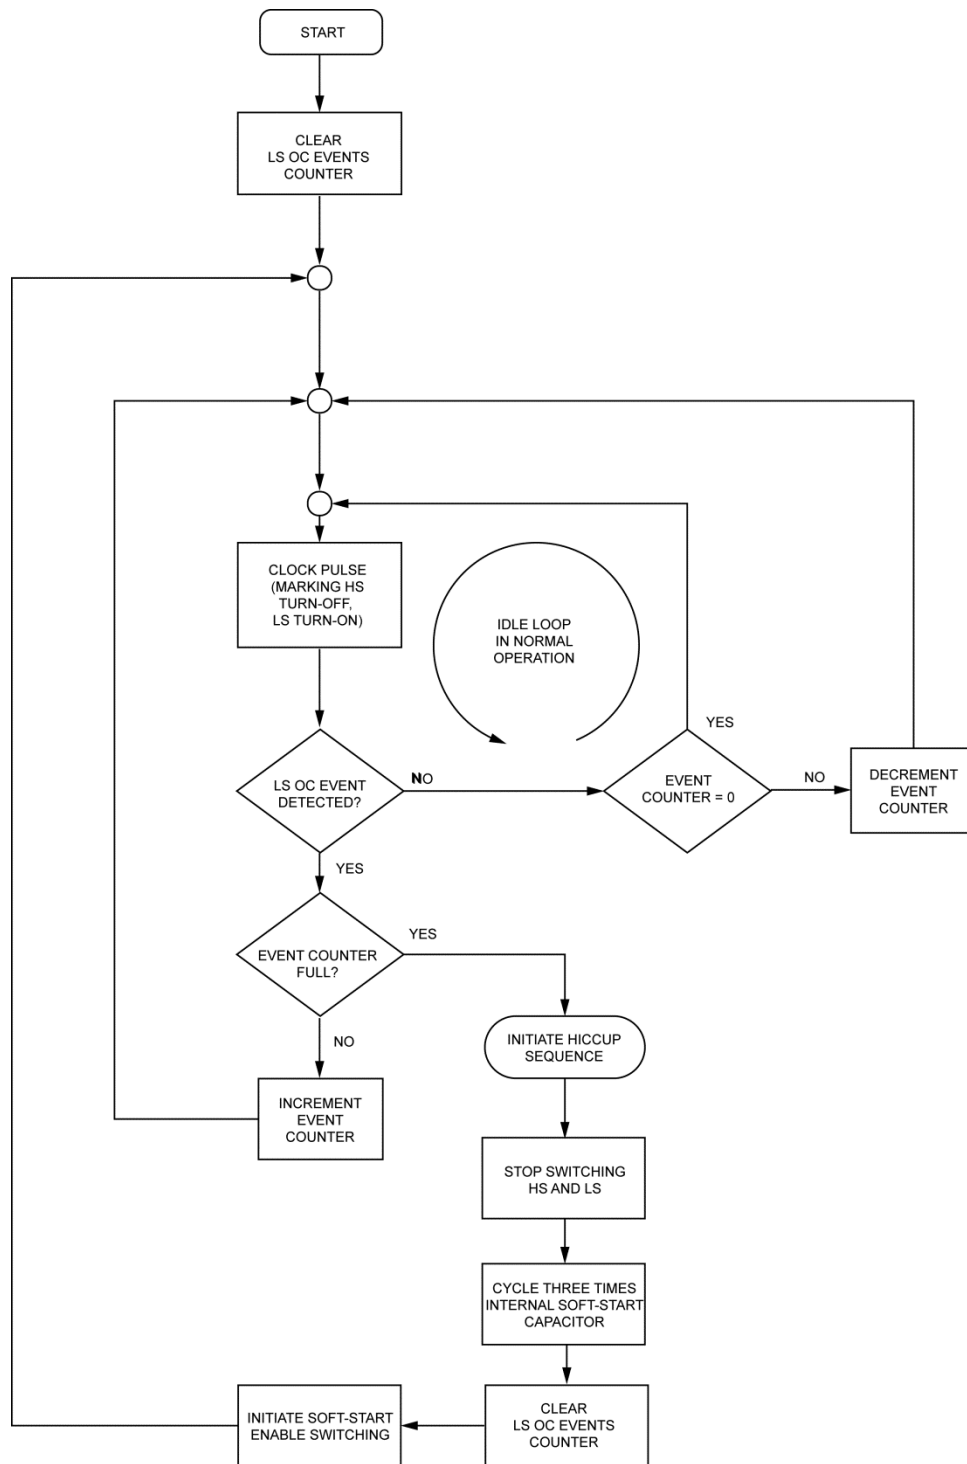 START
CLEAR
LS OC EVENTS
COUNTER
CLOCK PULSE
(MARKING HS
TURN-OFF,
LS TURN-ON)
IDLE LOOP
IN NORMAL
OPERATION
LS OC EVENT
DETECTED?
NO
YES
EVENT
COUNTER = 0
YES
NO
DECREMENT
EVENT
COUNTER
EVENT COUNTER
FULL?
YES
NO
INCREMENT
EVENT
COUNTER
INITIATE HICCUP
SEQUENCE
STOP SWITCHING
HS AND LS
CYCLE THREE TIMES
INTERNAL SOFT-START
CAPACITOR
CLEAR
LS OC EVENTS
COUNTER
INITIATE SOFT-START
ENABLE SWITCHING